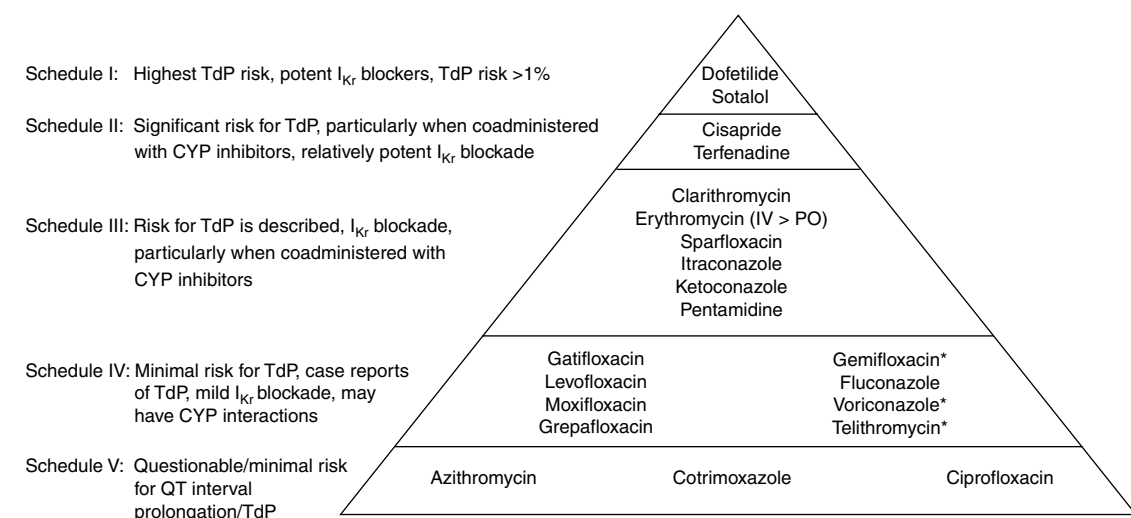 Schedule I: Highest TdP risk, potent IKr blockers, TdP risk >1%
Dofetilide
Sotalol
Schedule II: Significant risk for TdP, particularly when coadministered
with CYP inhibitors, relatively potent IKr blockade
Cisapride
Terfenadine
Schedule III: Risk for TdP is described, IKr blockade,
particularly when coadministered with
CYP inhibitors
Clarithromycin
Erythromycin (IV > PO)
Sparfloxacin
Itraconazole
Ketoconazole
Pentamidine
Schedule IV: Minimal risk for TdP, case reports
of TdP, mild IKr blockade, may
have CYP interactions
Gatifloxacin
Levofloxacin
Moxifloxacin
Grepafloxacin
Gemifloxacin*
Fluconazole
Voriconazole*
Telithromycin*
Schedule V: Questionable/minimal risk
for QT interval
prolongation/TdP
Azithromycin Cotrimoxazole Ciprofloxacin